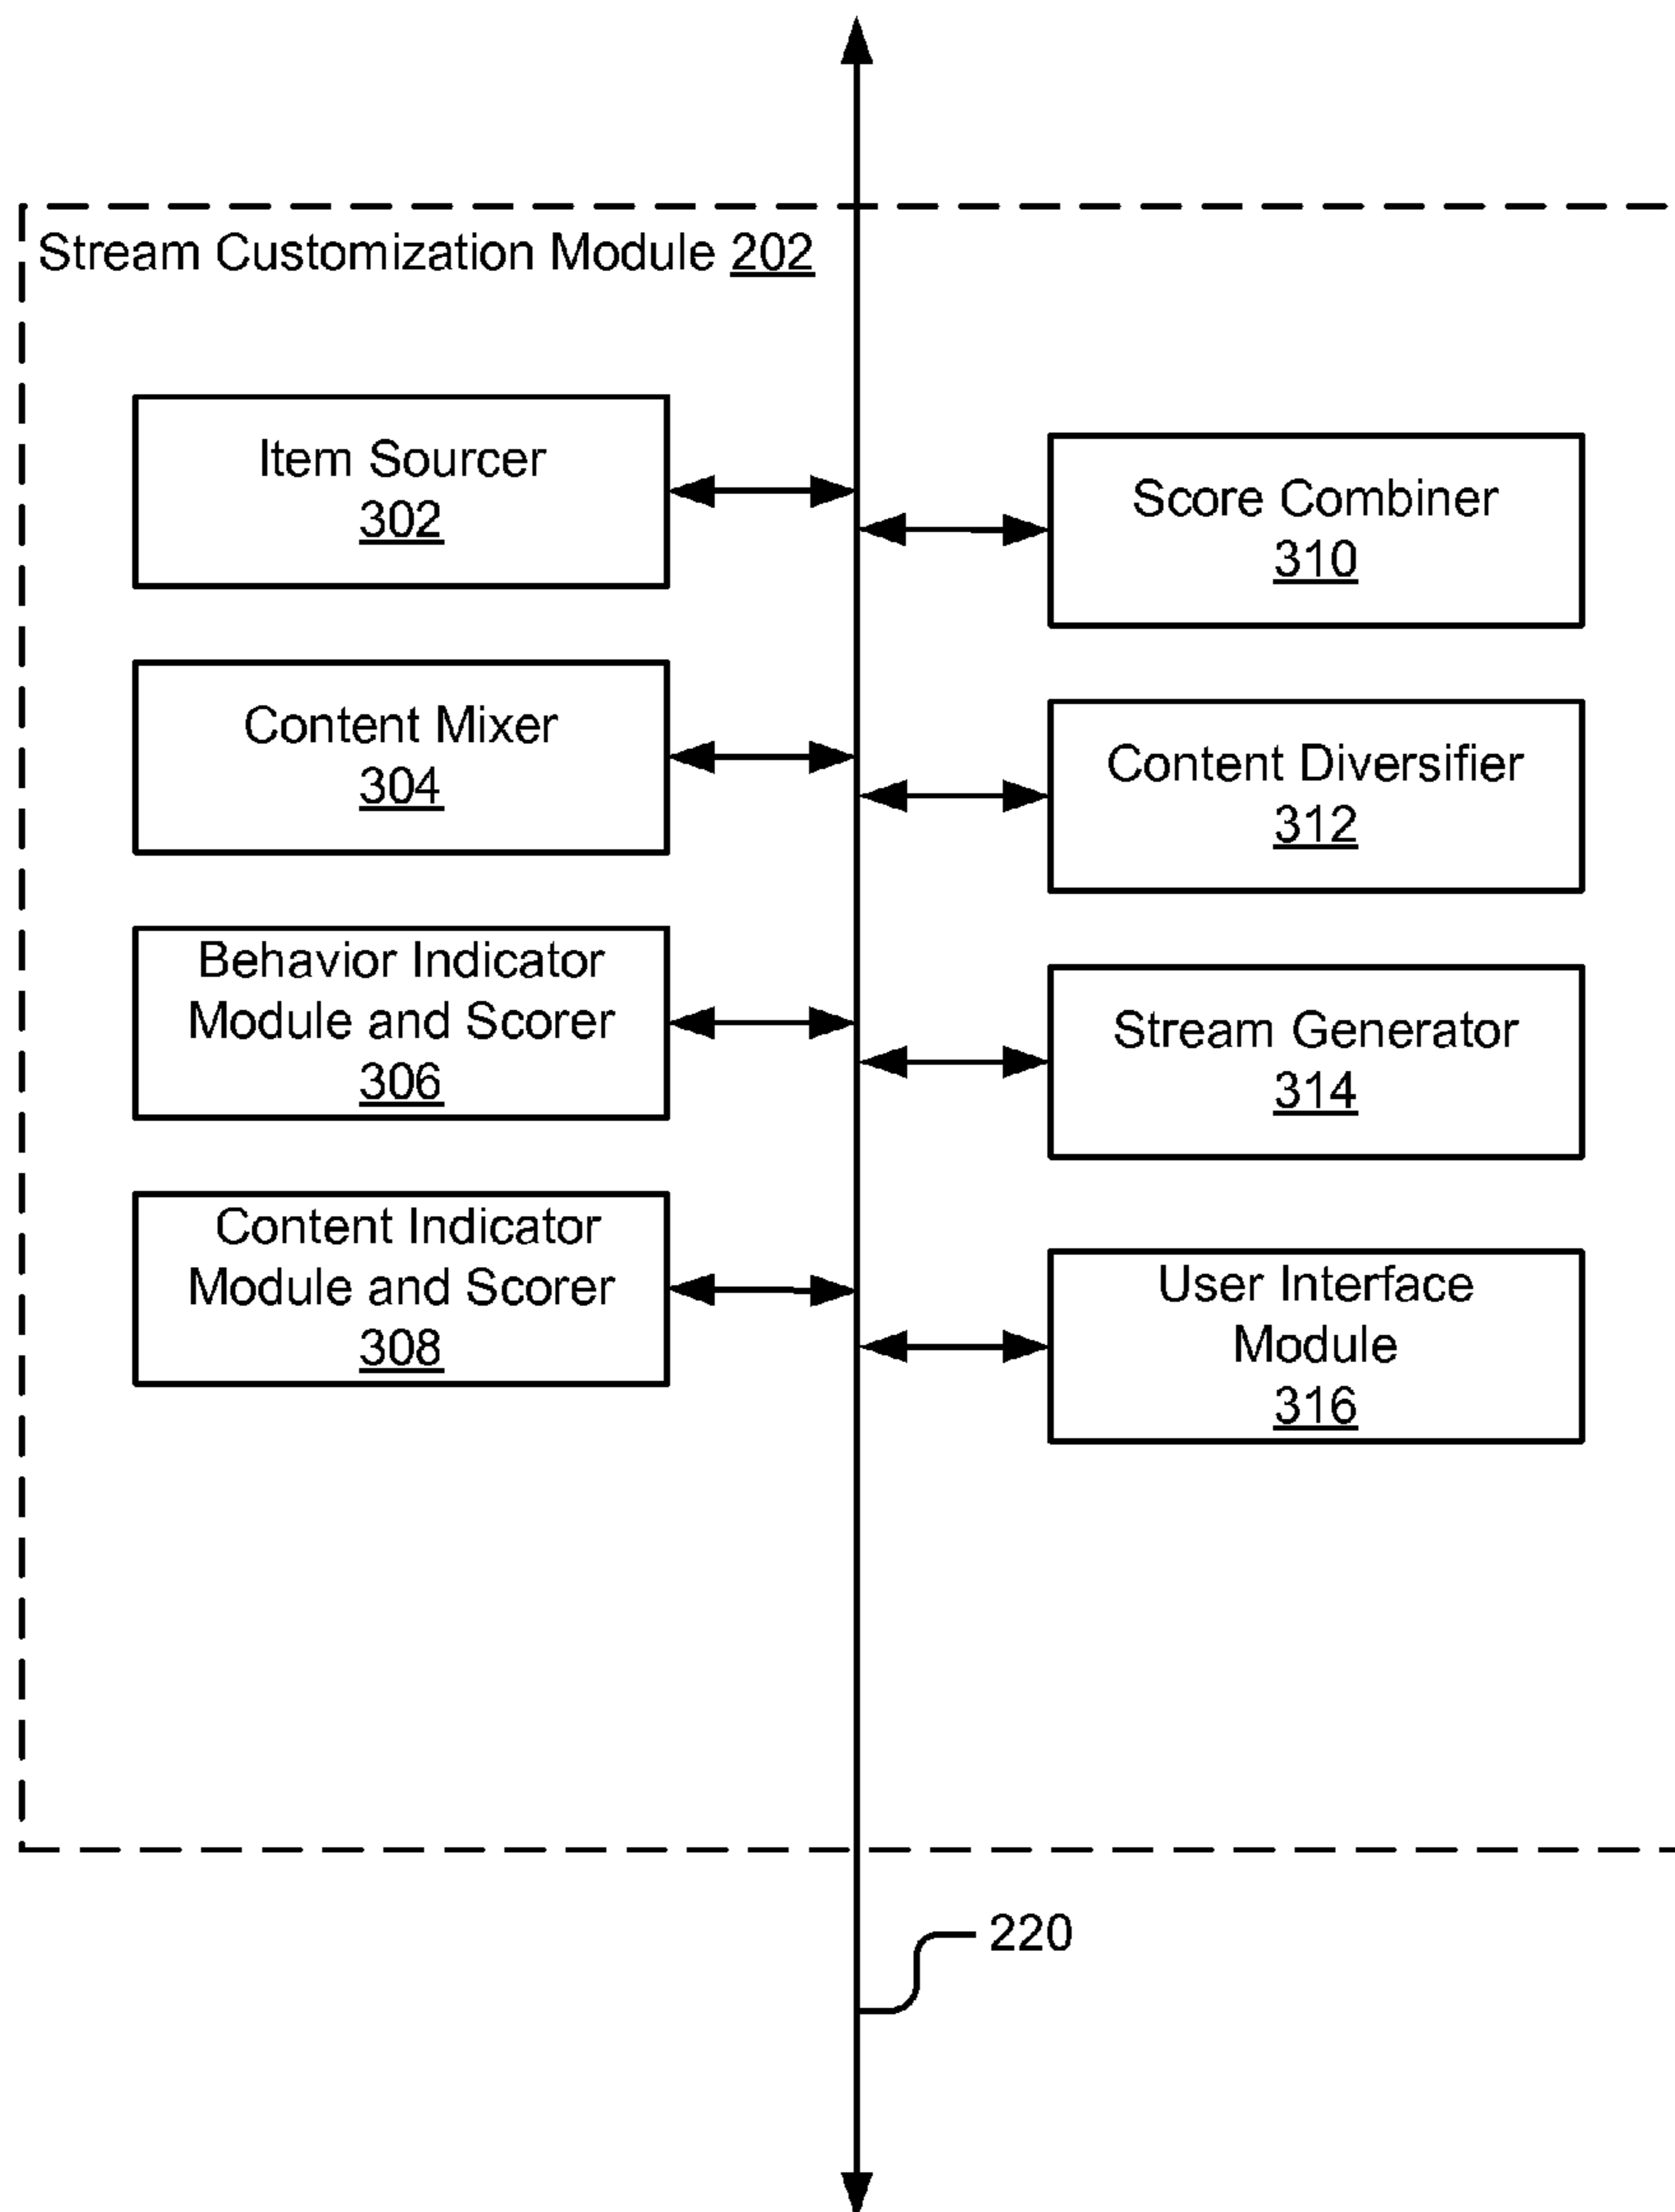 Stream Customization Module 202
Item Sourcer
302
Content Mixer
304
Behavior Indicator
Module and Scorer
306
Content Indicator
Module and Scorer
308
Score Combiner
310
Content Diversifier
312
Stream Generator
314
User Interface
Module
316
220